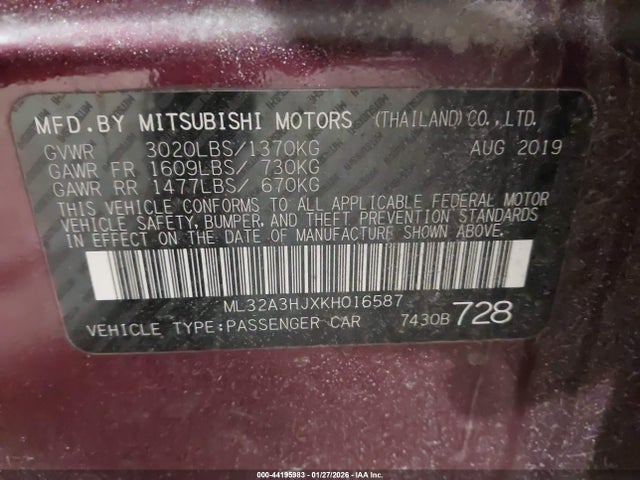 MFD.BY MITSUBISHI MOTORS (THAILAND)CO.,LTD.
GVWR 3020LBS/1370KG AUG 2019
GAWR FR 1609LBS/ 730KG
GAWR RR 1477LBS/ 670KG
THIS VEHICLE CONFORMS TO ALL APPLICABLE FEDERAL MOTOR
VEHICLE SAFETY, BUMPER, AND THEFT PREVENTION STANDARDS
IN EFFECT ON THE DATE OF MANUFACTURE SHOWN ABOVE.
ML32A3HJXKH016587
VEHICLE TYPE:PASSENGER CAR 7430B 728
000-44195983 - 01/27/2026 - IAA Inc.